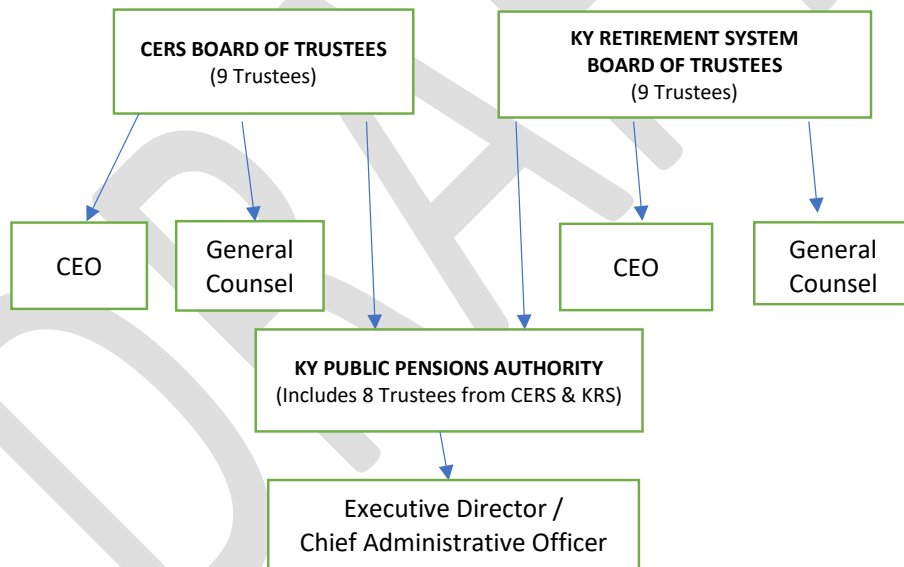 CERS BOARD OF TRUSTEES
(9 Trustees)
KY RETIREMENT SYSTEM
BOARD OF TRUSTEES
(9 Trustees)
CEO
General
Counsel
CEO
General
Counsel
KY PUBLIC PENSIONS AUTHORITY
(Includes 8 Trustees from CERS & KRS)
Executive Director /
Chief Administrative Officer
DRAFT